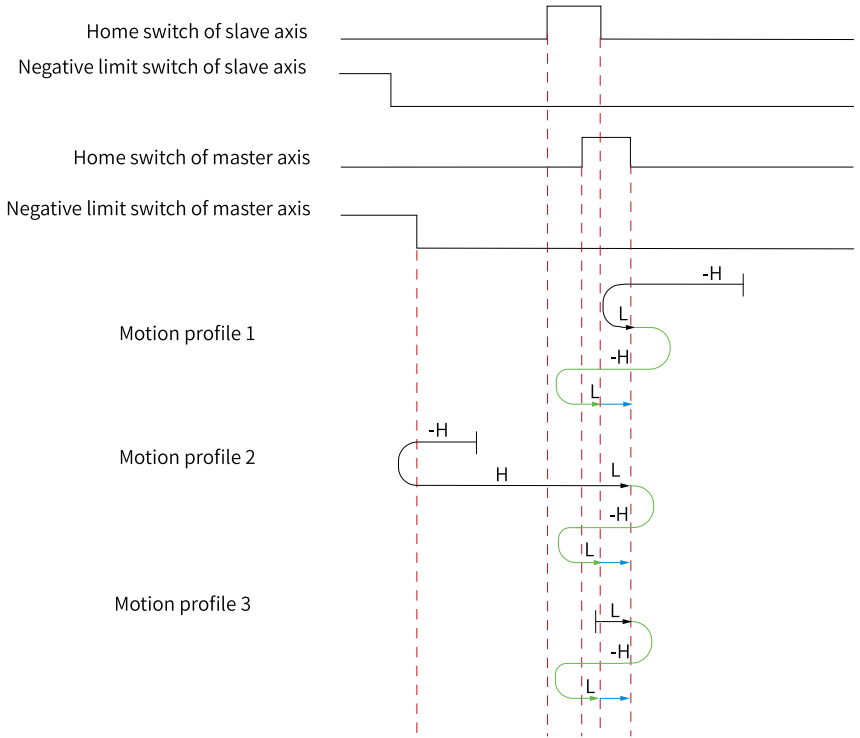 Home switch of slave axis
Negative limit switch of slave axis
Home switch of master axis
Negative limit switch of master axis
-H
L
Motion profile 1
-H
L
-H
Motion profile 2
H
L
-H
L
Motion profile 3
L
-H
L